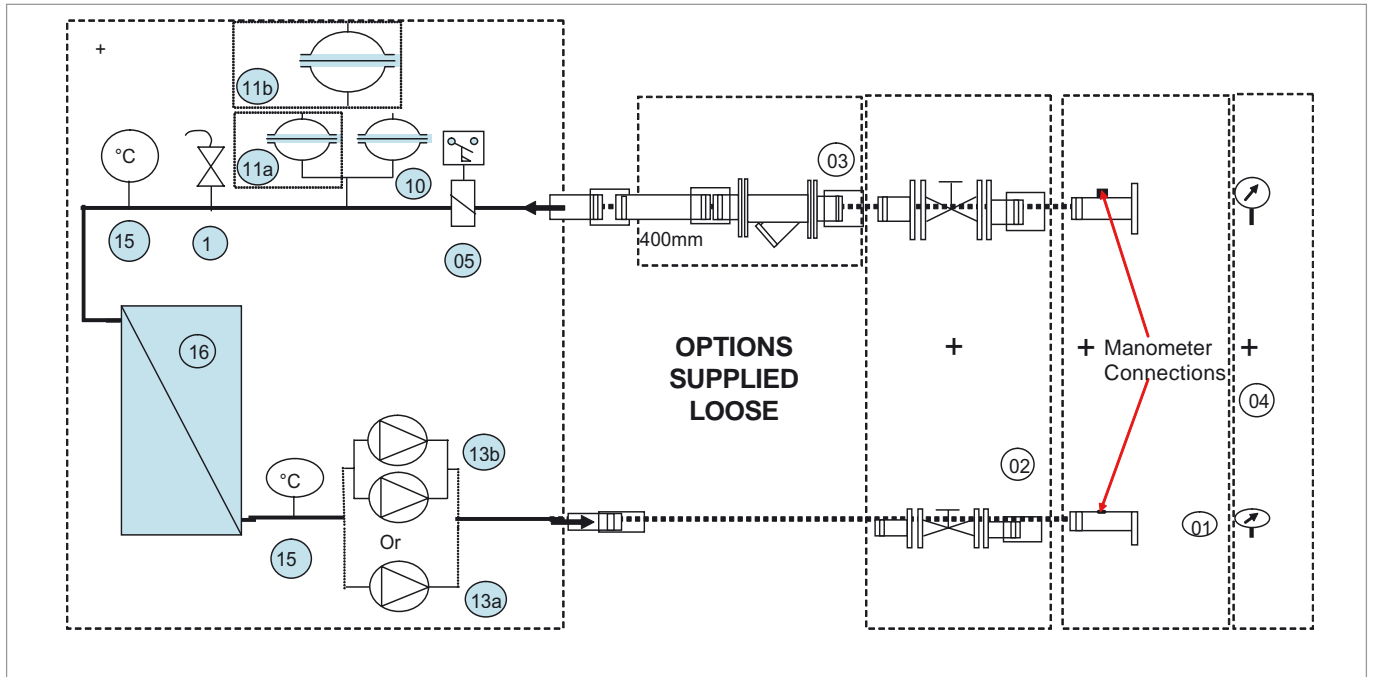 +
11b
°C
11a
10
03
15
1
05
400mm
16
OPTIONS
SUPPLIED
LOOSE
+
+ Manometer
Connections
+
04
°C
13b
02
15
Or
13a
01